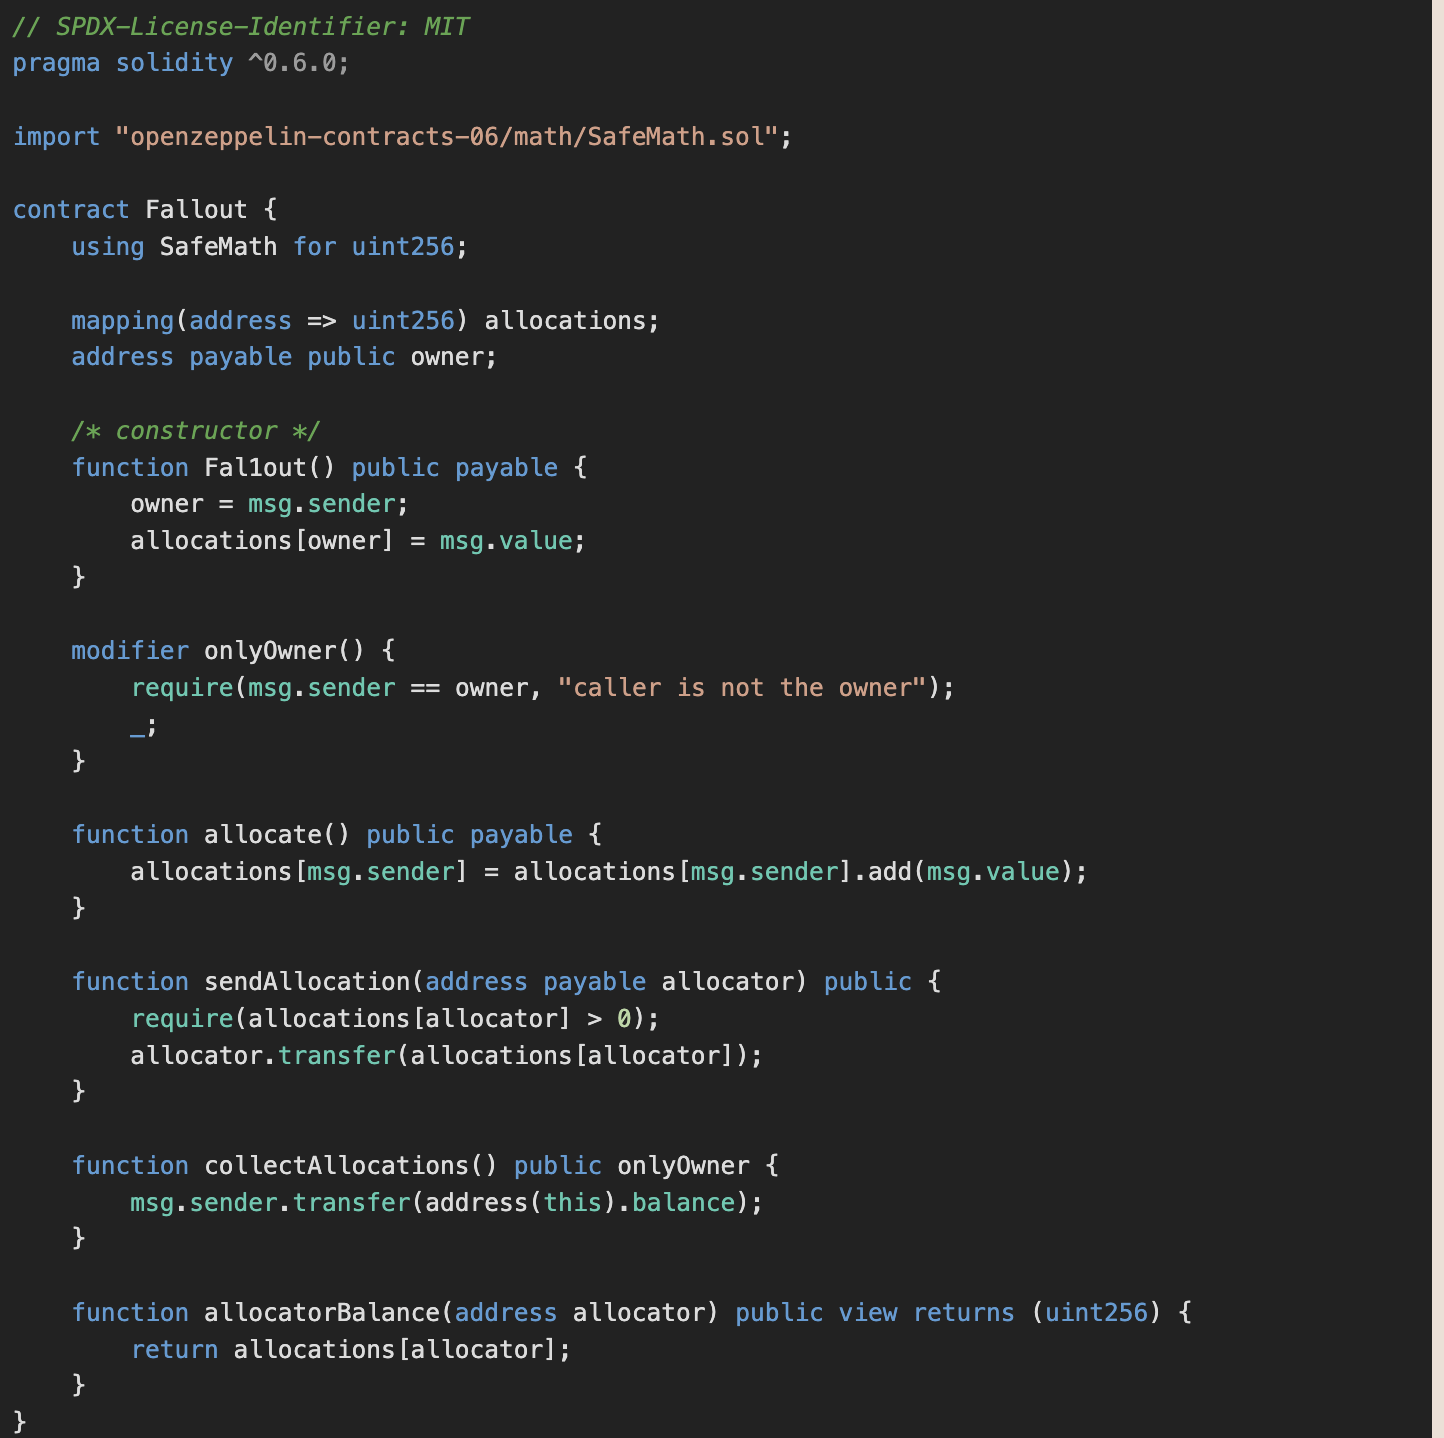 // SPDX-License-Identifier: MIT
pragma solidity ^0.6.0;

import "openzeppelin-contracts-06/math/SafeMath.sol";

contract Fallout {
    using SafeMath for uint256;

    mapping(address => uint256) allocations;
    address payable public owner;

    /* constructor */
    function Fal1out() public payable {
        owner = msg.sender;
        allocations[owner] = msg.value;
    }

    modifier onlyOwner() {
        require(msg.sender == owner, "caller is not the owner");
        _;
    }

    function allocate() public payable {
        allocations[msg.sender] = allocations[msg.sender].add(msg.value);
    }

    function sendAllocation(address payable allocator) public {
        require(allocations[allocator] > 0);
        allocator.transfer(allocations[allocator]);
    }

    function collectAllocations() public onlyOwner {
        msg.sender.transfer(address(this).balance);
    }

    function allocatorBalance(address allocator) public view returns (uint256) {
        return allocations[allocator];
    }
}